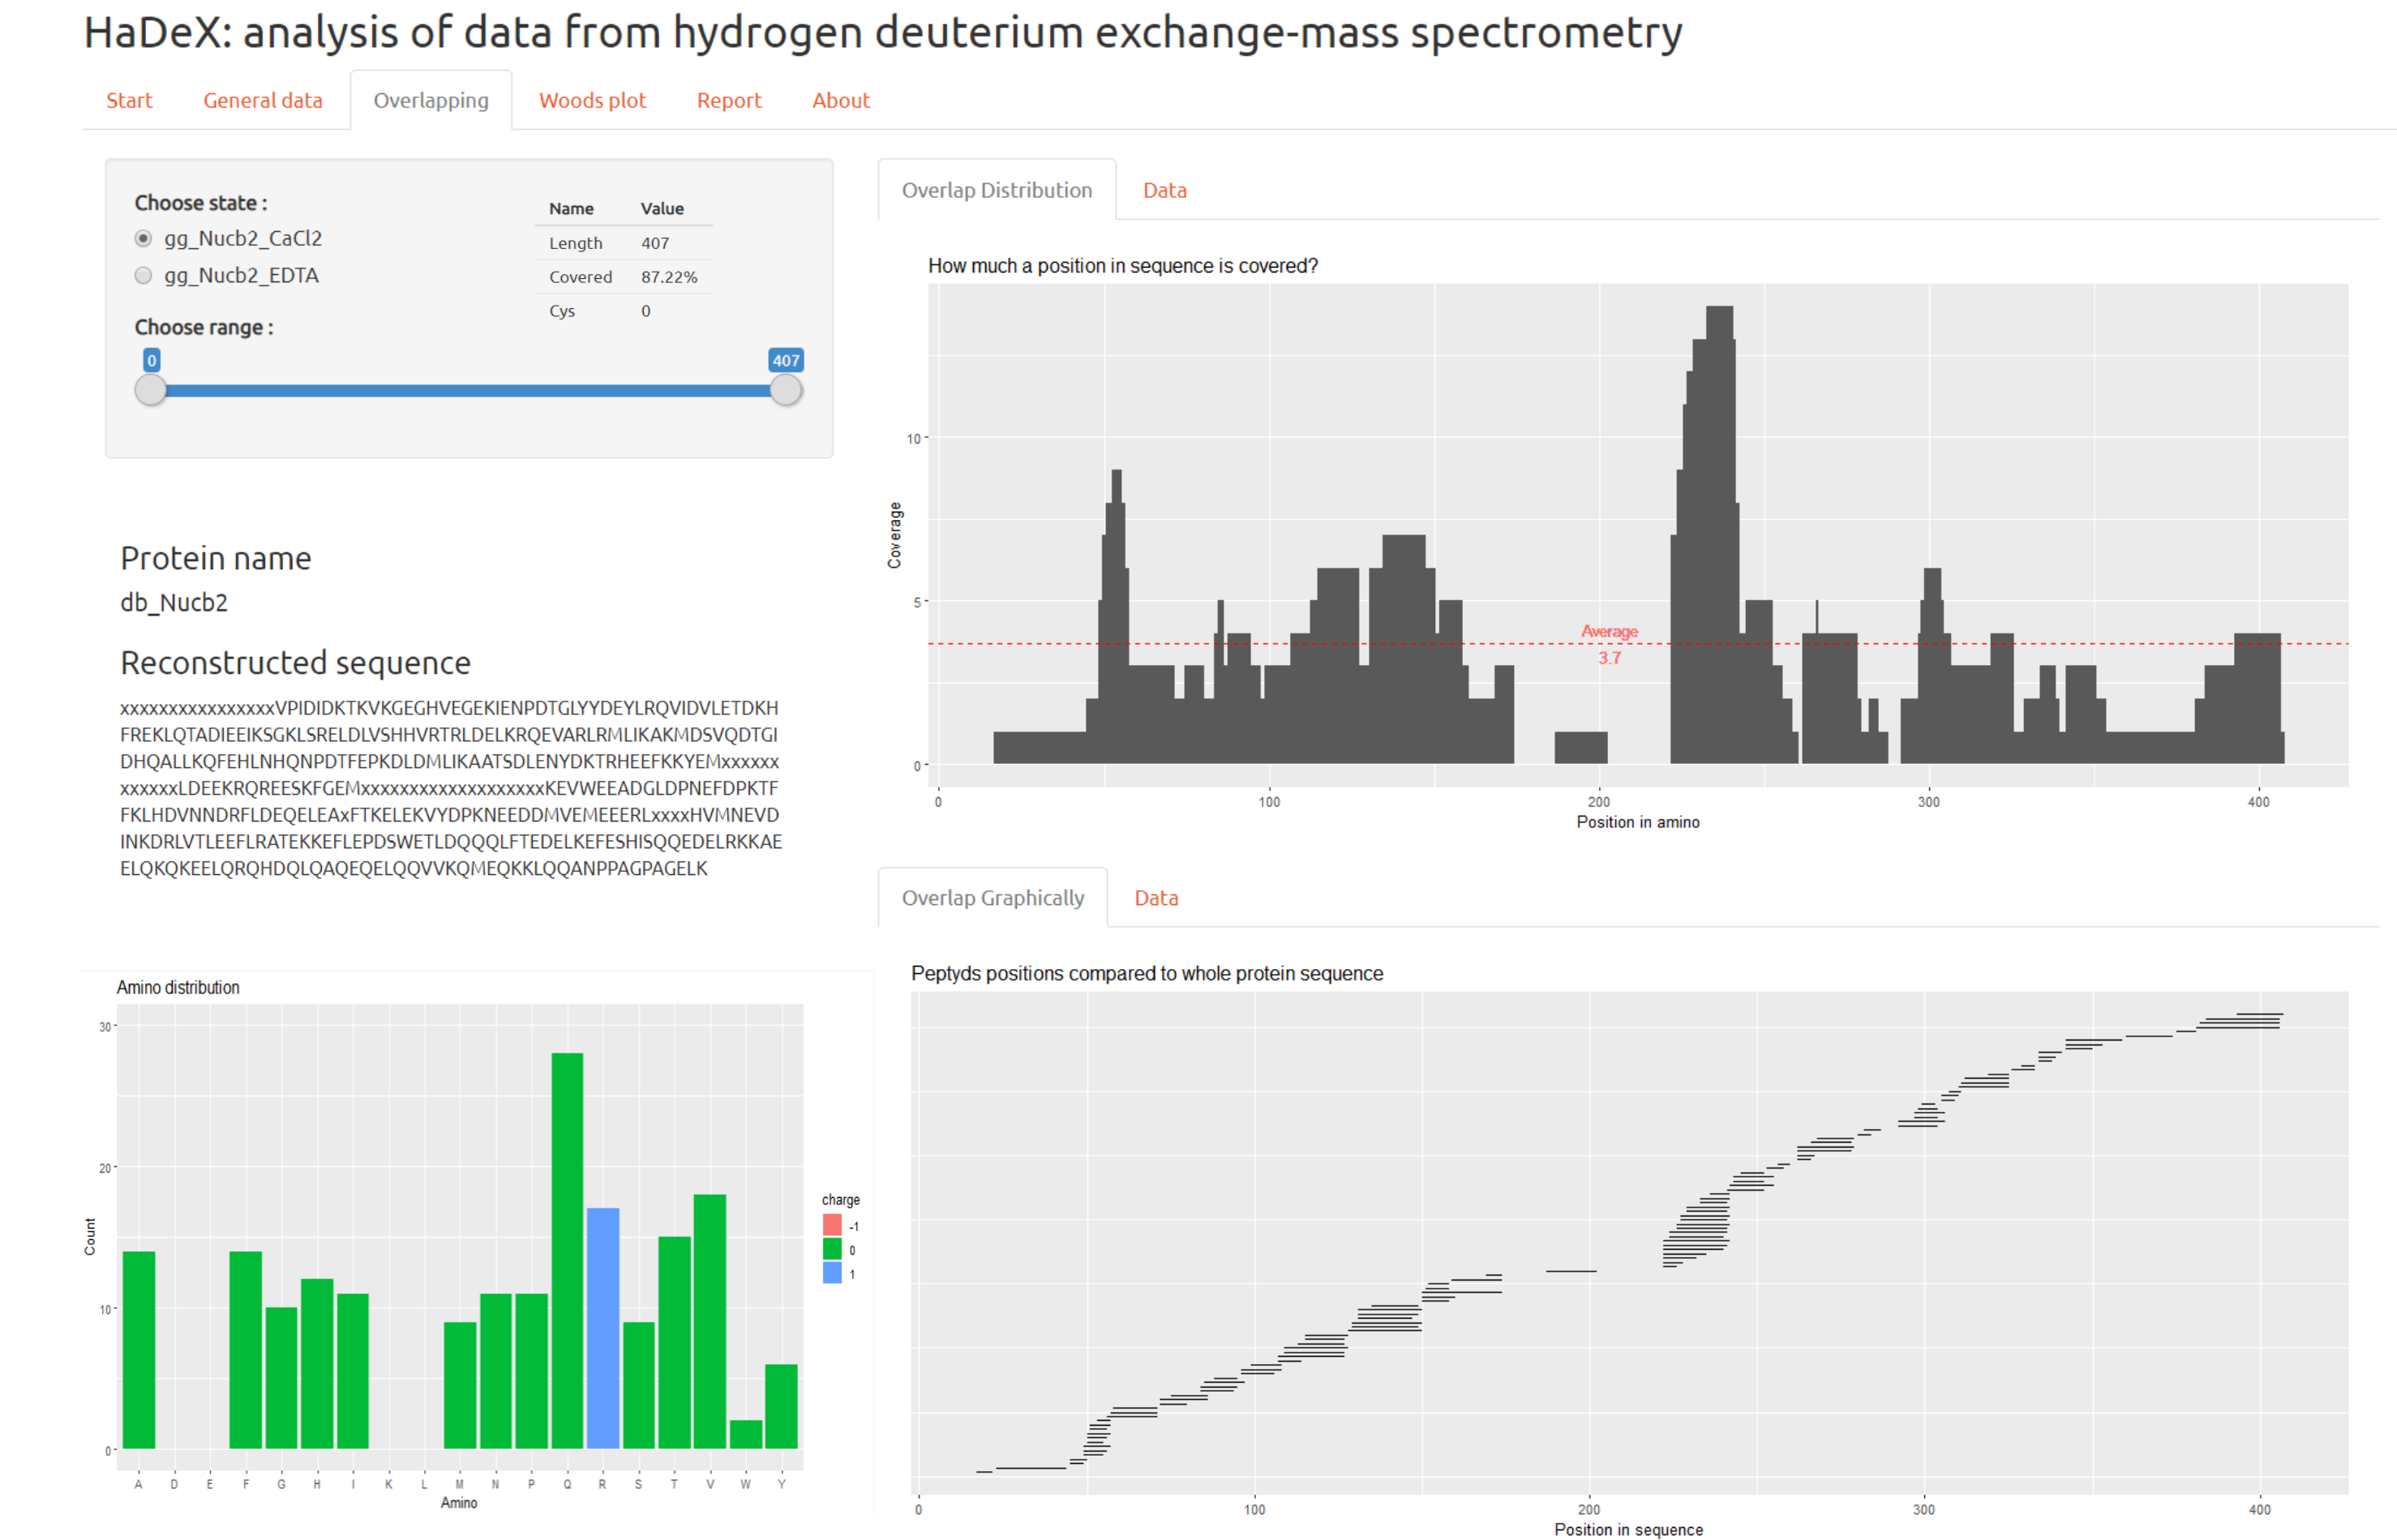 HaDeX: analysis of data from hydrogen deuterium exchange-mass spectrometry
Start General data Overlapping Woods plot Report About
Choose state :
gg_Nucb2_CaCl2
gg_Nucb2_EDTA
Name Value
Length 407
Covered 87.22%
Cys 0
Choose range :
0 407
Protein name
db_Nucb2
Reconstructed sequence
xxxxxxxxxxxxxxxxVPIDIDKTKVKGEGHVEGEKIENPDTGLYYDEYLRQVIDVLETDKH
FREKLQTADIEEIKSGKLSRELDLVSHHVRTRLDELKRQEVARLRMLIKAKMDSVQDTGI
DHQALLKQFEHLNHQNPDTFEPKDLDMLIKAATSDLENYDKTRHEEFKKYEMxxxxxx
xxxxxxLDEEKRQREESKFGEMxxxxxxxxxxxxxxxxxxxKEVWEEADGLDPNEFDPKTF
FKLHDVNNDRFLDEQELEAxFTKELEKVYDPKNEEDDMVEMEEERLxxxxHVMNEVD
INKDRLVTLEEFLRATEKKEFLEPDSWETLDQQQLFTEDELKEFESHISQQEDELRKKAE
ELQKQKEELQRQHDQLQAQEQELQQVVKQMEQKKLQQANPPAGPAGELK
Amino distribution
30
20
10
0
Count
A D E F G H I K L M N P Q R S T V W Y
Amino
charge
-1
0
1
Overlap Distribution Data
How much a position in sequence is covered?
10
5
0
Coverage
Average
3.7
0 100 200 300 400
Position in amino
Overlap Graphically Data
Peptyds positions compared to whole protein sequence
0 100 200 300 400
Position in sequence